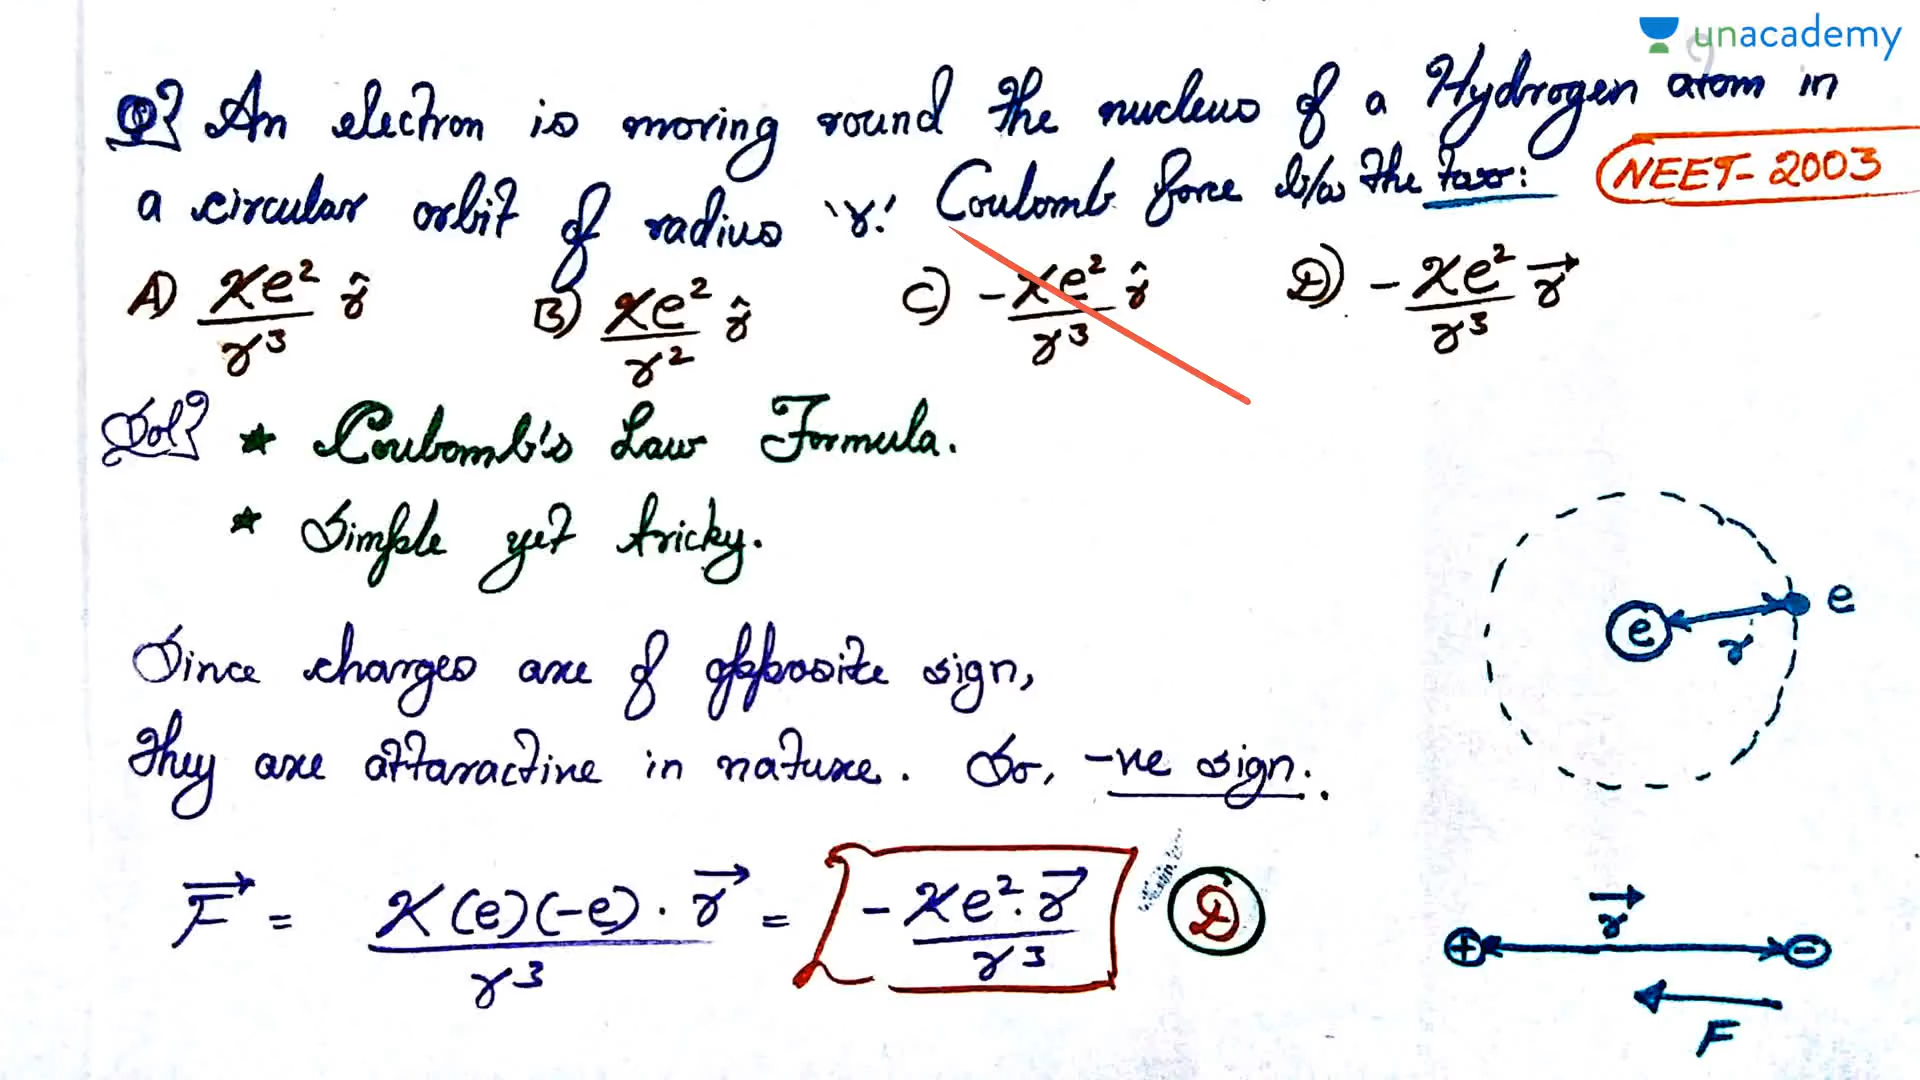 unacademy
Q? An electron is moving round the nucleus of a Hydrogen atom in
a circular orbit of radius 'r'. Coulomb force b/w the two:
NEET-2003
A) Ke²/r³ r̂ B) Ke²/r² r̂ C) -Ke²/r³ r̂ D) -Ke²/r³ r⃗
Sol? * Coulomb's Law Formula.
* Simple yet tricky.
e r e
Since charges are of opposite sign,
they are attaractive in nature. So, -ve sign.
F⃗ = K(e)(-e)·r⃗/r³ = -Ke²·r⃗/r³ D
r⃗
+ -
F